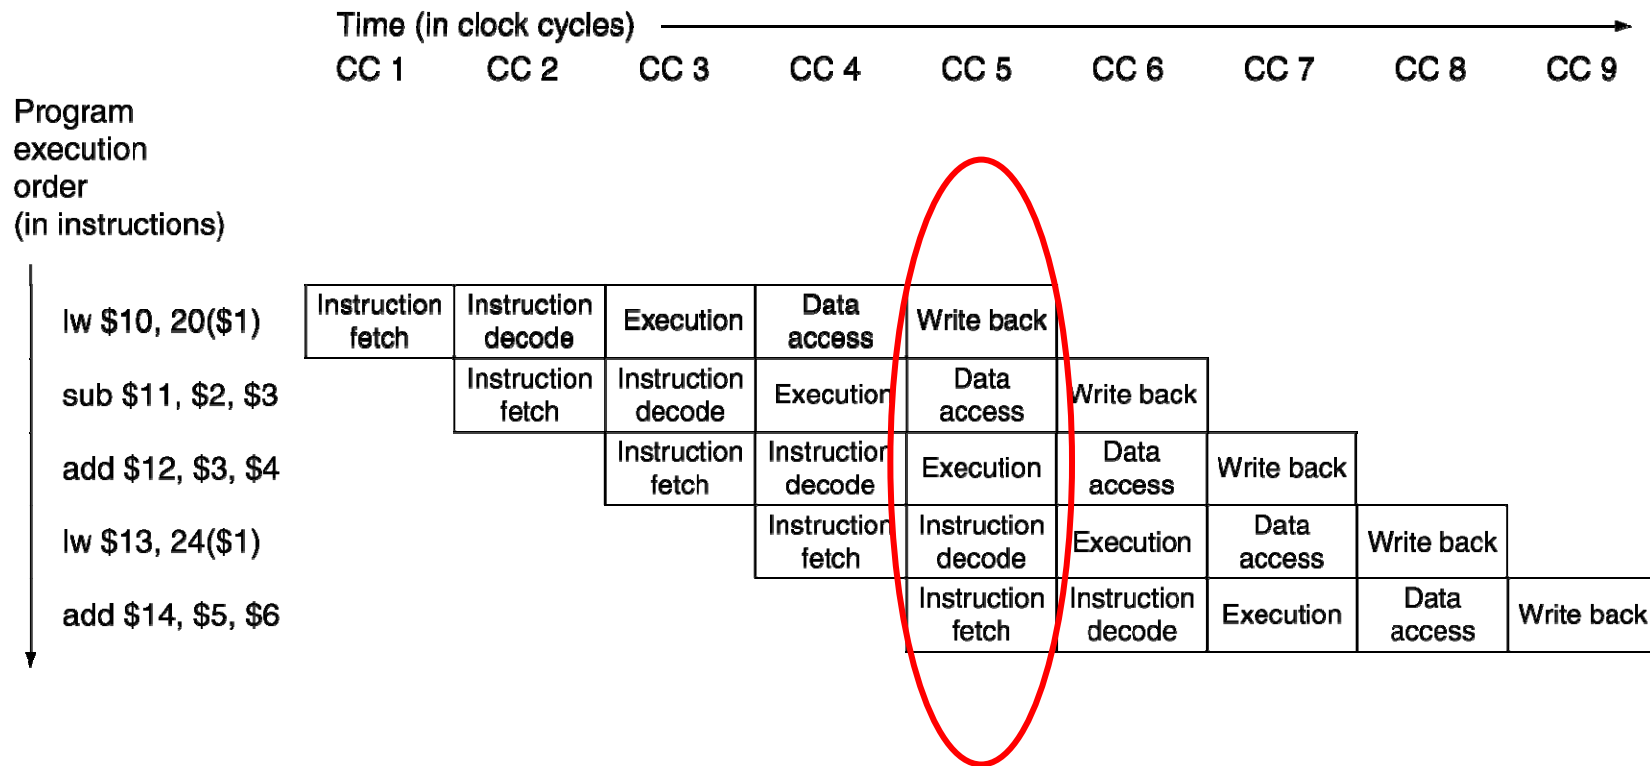 Time (in clock cycles)
CC 1 CC 2 CC 3 CC 4 CC 5 CC 6 CC 7 CC 8 CC 9
Program
execution
order
(in instructions)
lw $10, 20($1)
Instruction
fetch
Instruction
decode
Execution
Data
access
Write back
sub $11, $2, $3
Instruction
fetch
Instruction
decode
Execution
Data
access
Write back
add $12, $3, $4
Instruction
fetch
Instruction
decode
Execution
Data
access
Write back
lw $13, 24($1)
Instruction
fetch
Instruction
decode
Execution
Data
access
Write back
add $14, $5, $6
Instruction
fetch
Instruction
decode
Execution
Data
access
Write back